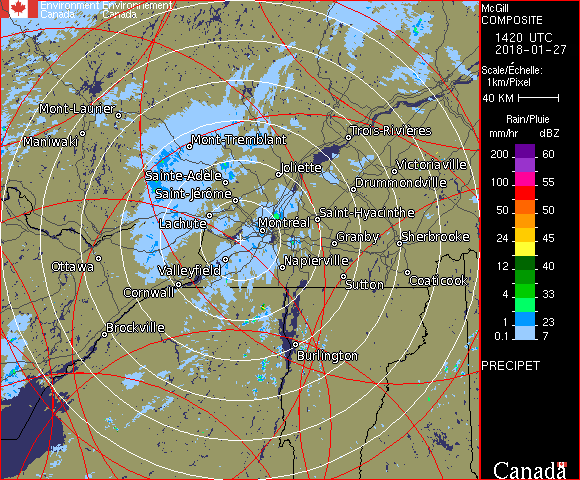 Environment Environnement
Canada Canada
McGill
COMPOSITE
1420 UTC
2018-01-27
Scale/Échelle:
1km/Pixel
40 KM
Rain/Pluie
mm/hr dBZ
200 60
100 55
50 50
24 45
12 40
4 33
1 23
0.1 7
PRECIPET
Canada
Mont-Laurier
Maniwaki
Mont-Tremblant
Trois-Rivières
Sainte-Adèle
Joliette
Victoriaville
Saint-Jérôme
Drummondville
Lachute
Montréal
Saint-Hyacinthe
Granby
Sherbrooke
Ottawa
Valleyfield
Napierville
Cornwall
Sutton
Coaticook
Brockville
Burlington